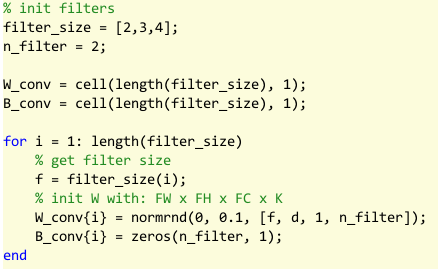 % init filters
filter_size = [2,3,4];
n_filter = 2;
W_conv = cell(length(filter_size), 1);
B_conv = cell(length(filter_size), 1);
for i = 1: length(filter_size)
% get filter size
f = filter_size(i);
% init W with: FW x FH x FC x K
W_conv{i} = normrnd(0, 0.1, [f, d, 1, n_filter]);
B_conv{i} = zeros(n_filter, 1);
end